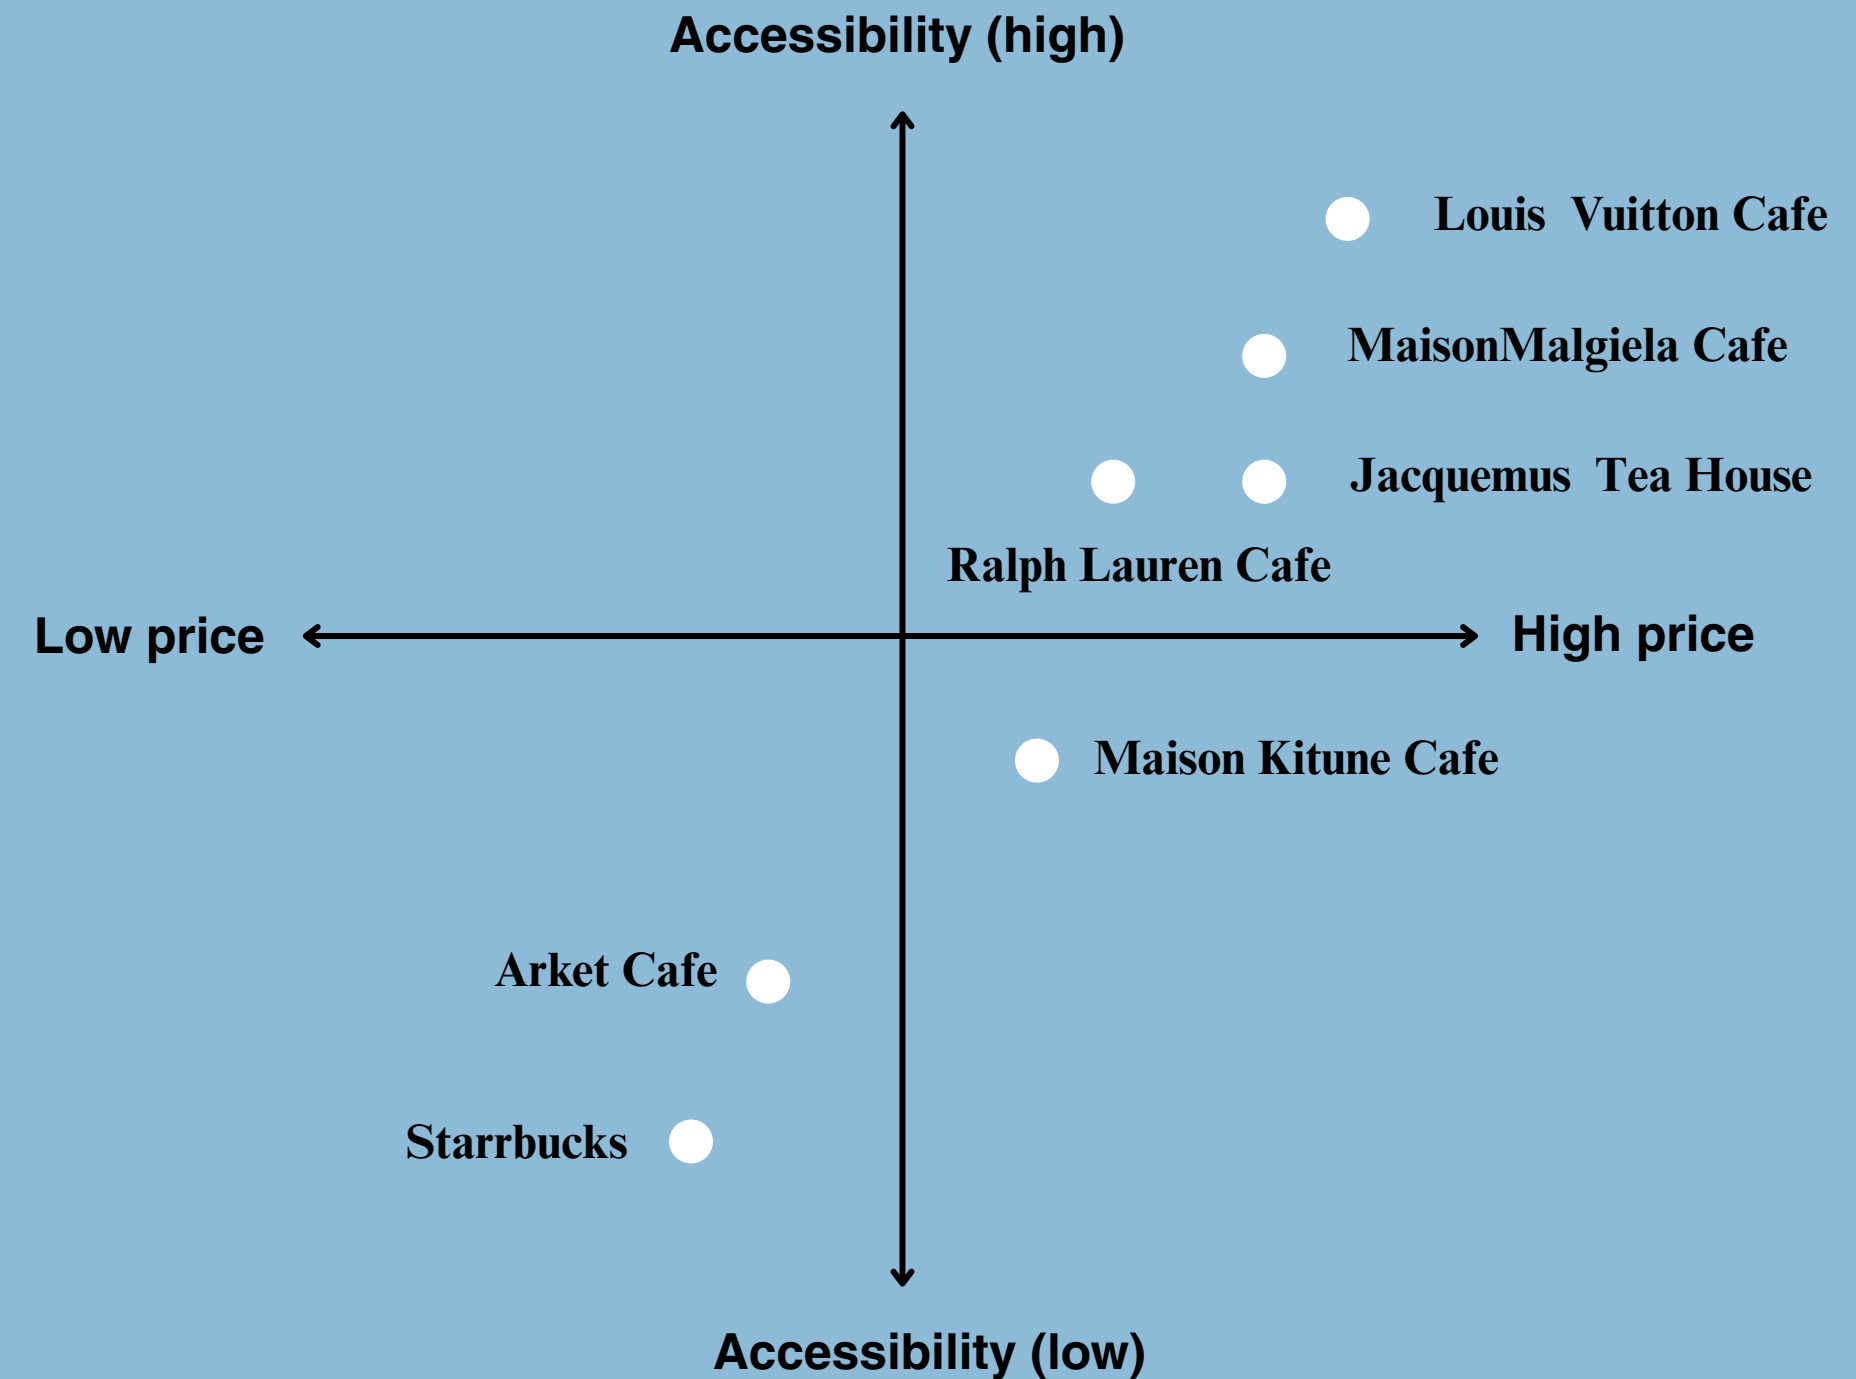 Accessibility (high)
Louis Vuitton Cafe
MaisonMalgiela Cafe
Jacquemus Tea House
Ralph Lauren Cafe
Low price
High price
Maison Kitune Cafe
Arket Cafe
Starrbucks
Accessibility (low)